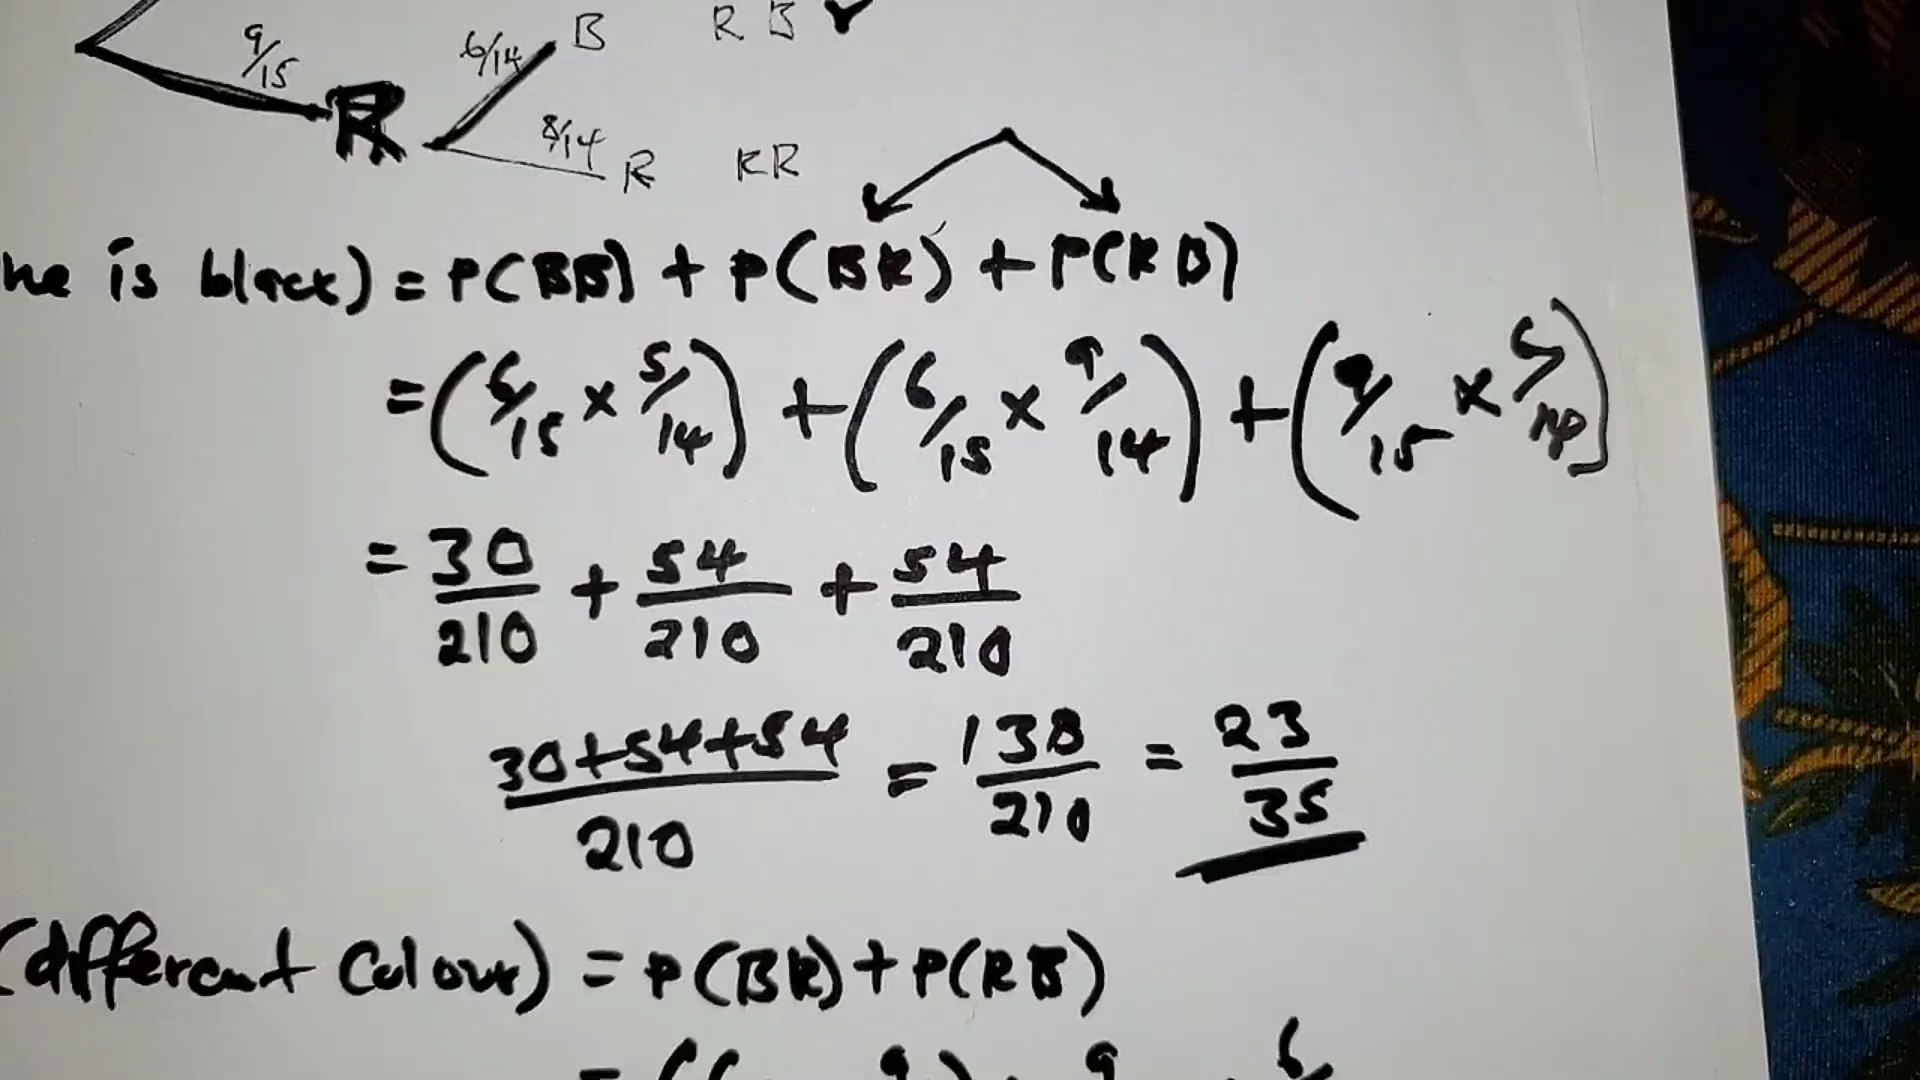 9/15 6/14 B RB ✓
R 8/14 R RR
ne is black) = P(BB) + P(BR) + P(RB)
= (6/15 × 5/14) + (6/15 × 9/14) + (9/15 × 6/14)
= 30/210 + 54/210 + 54/210
30+54+54/210 = 138/210 = 23/35
(different Colour) = P(BR) + P(RB)